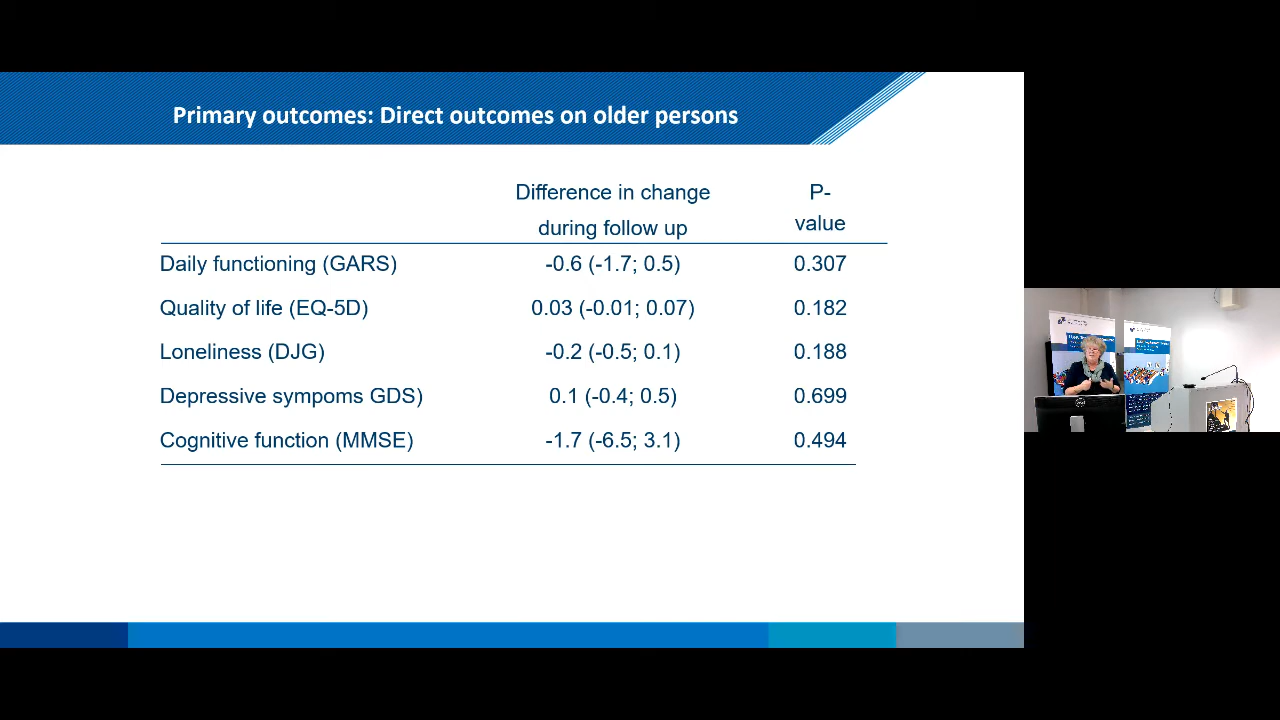 Primary outcomes: Direct outcomes on older persons
Difference in change
during follow up
P-
value
Daily functioning (GARS) -0.6 (-1.7; 0.5) 0.307
Quality of life (EQ-5D) 0.03 (-0.01; 0.07) 0.182
Loneliness (DJG) -0.2 (-0.5; 0.1) 0.188
Depressive sympoms GDS) 0.1 (-0.4; 0.5) 0.699
Cognitive function (MMSE) -1.7 (-6.5; 3.1) 0.494